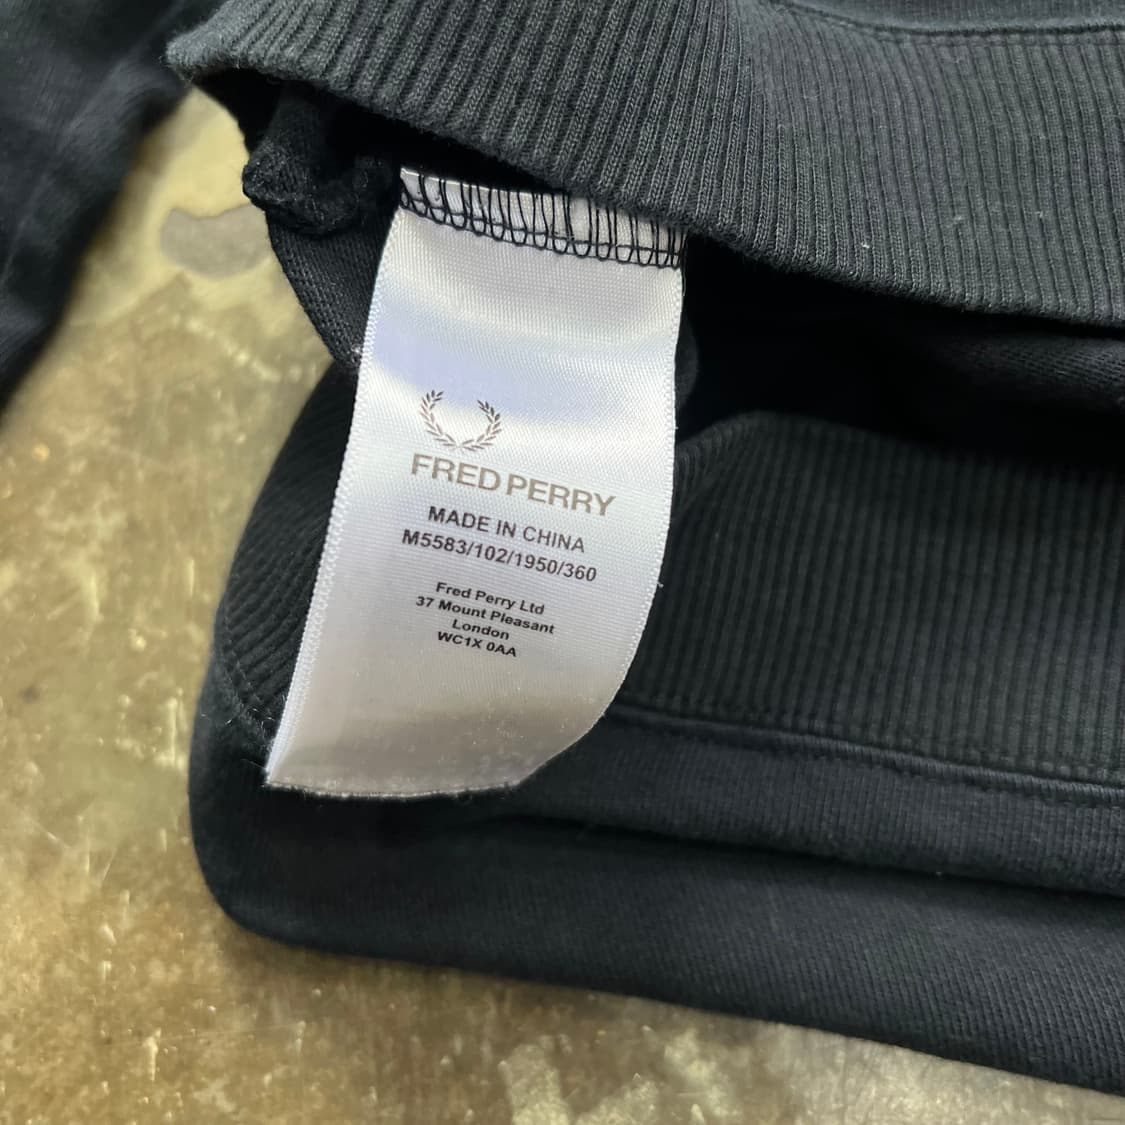 FRED PERRY
MADE IN CHINA
M5583/102/1950/360
Fred Perry Ltd
37 Mount Pleasant
London
WC1X 0AA